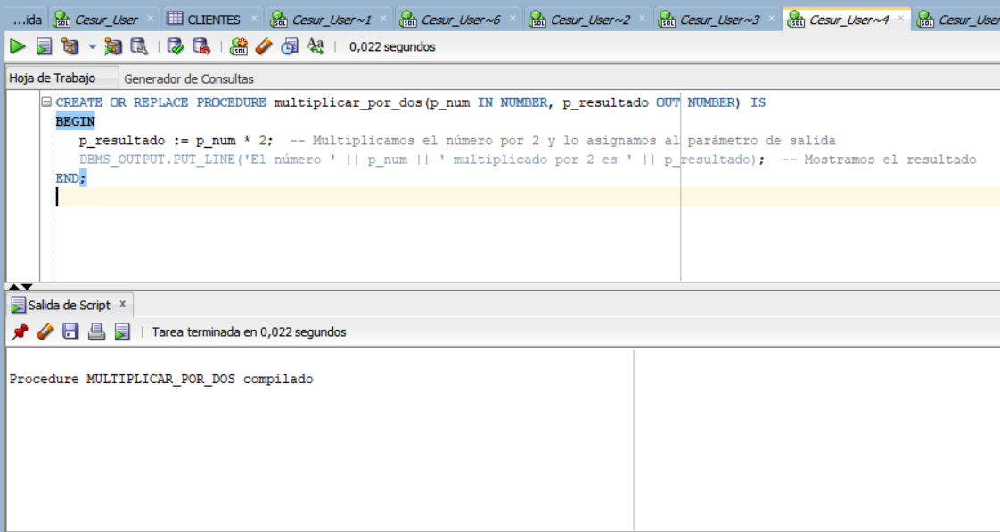 ...ida Cesur_User CLIENTES Cesur_User~1 Cesur_User~6 Cesur_User~2 Cesur_User~3 Cesur_User~4 Cesur_User
0,022 segundos
Hoja de Trabajo Generador de Consultas
CREATE OR REPLACE PROCEDURE multiplicar_por_dos(p_num IN NUMBER, p_resultado OUT NUMBER) IS
BEGIN
p_resultado := p_num * 2; -- Multiplicamos el número por 2 y lo asignamos al parámetro de salida
DBMS_OUTPUT.PUT_LINE('El número ' || p_num || ' multiplicado por 2 es ' || p_resultado); -- Mostramos el resultado
END;
Salida de Script
Tarea terminada en 0,022 segundos
Procedure MULTIPLICAR_POR_DOS compilado